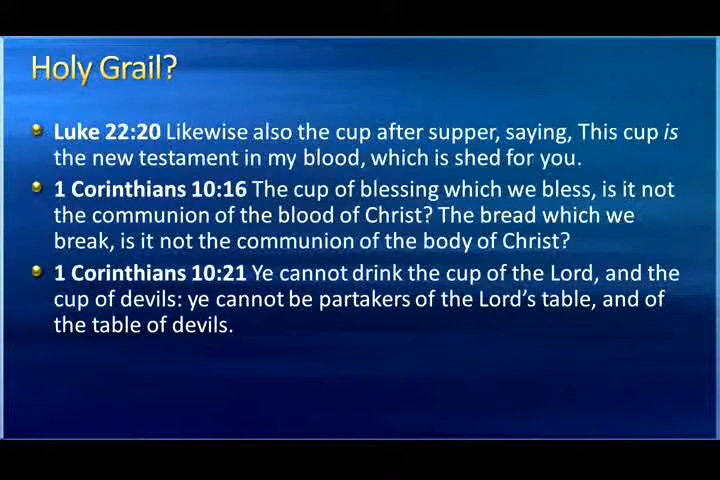 Holy Grail?
Luke 22:20 Likewise also the cup after supper, saying, This cup is
the new testament in my blood, which is shed for you.
1 Corinthians 10:16 The cup of blessing which we bless, is it not
the communion of the blood of Christ? The bread which we
break, is it not the communion of the body of Christ?
1 Corinthians 10:21 Ye cannot drink the cup of the Lord, and the
cup of devils: ye cannot be partakers of the Lord's table, and of
the table of devils.